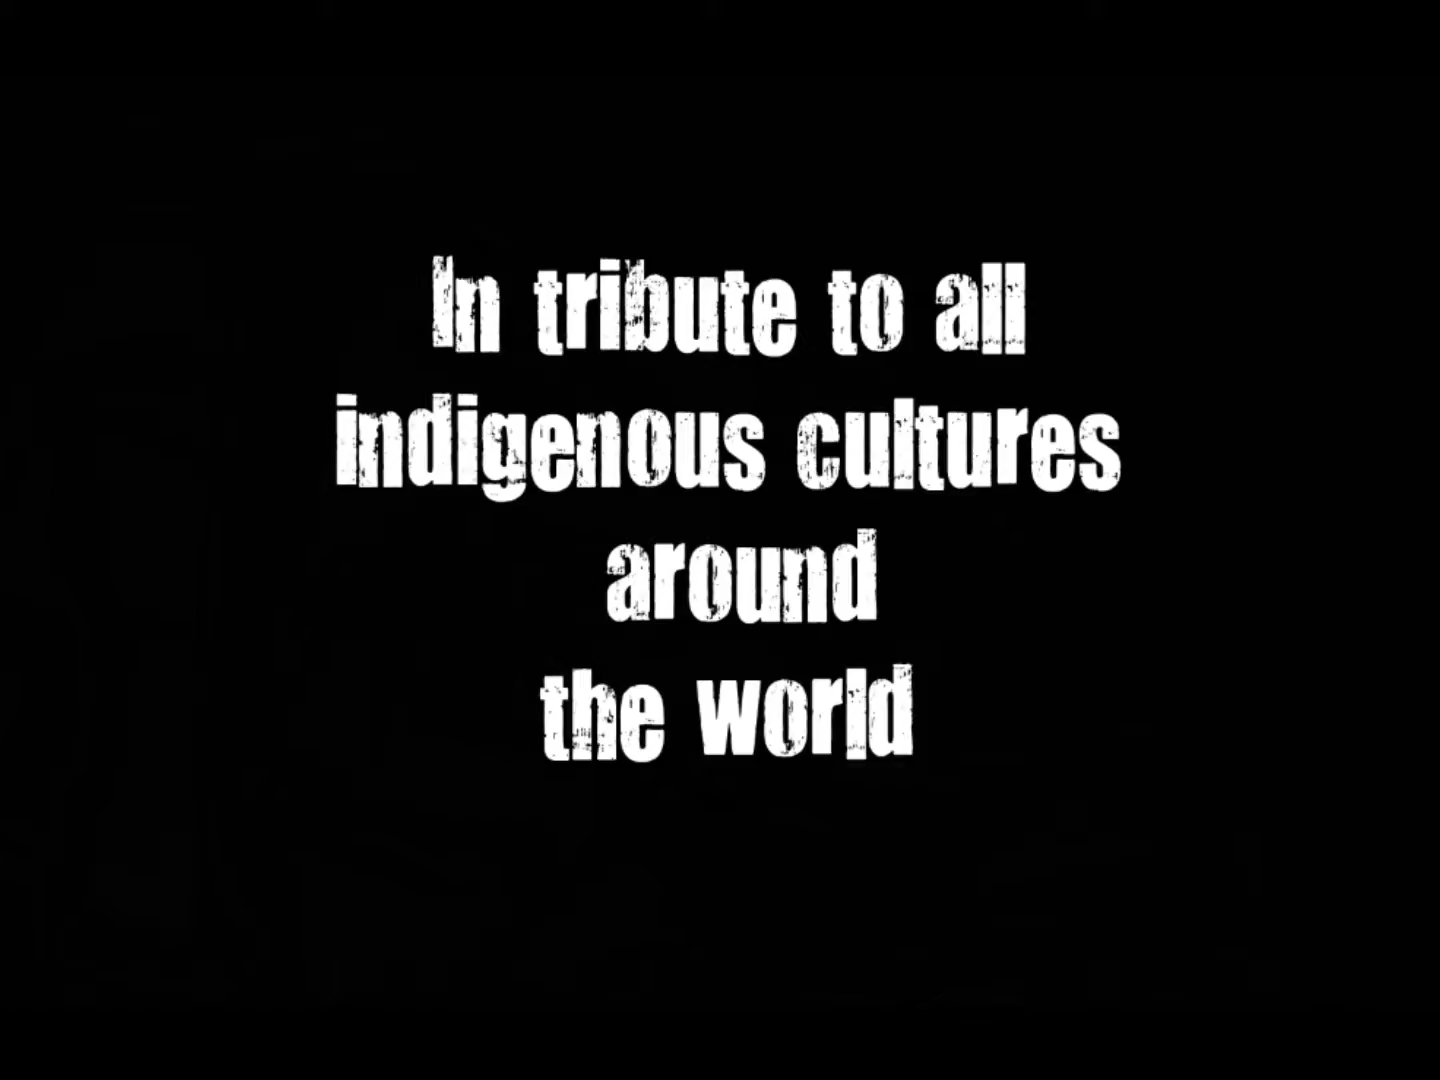 In tribute to all
indigenous cultures
around
the world